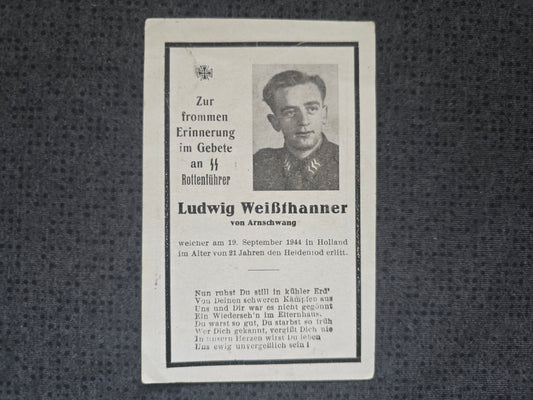 Zur
frommen
Erinnerung
im Gebete
an ᛋᛋ
Rottenführer
Ludwig Weißthanner
von Arnschwang
welcher am 19. September 1944 in Holland
im Alter von 21 Jahren den Heldentod erlitt.
Nun ruhst Du still in kühler Erd'
Von Deinen schweren Kämpfen aus
Uns und Dir war es nicht gegönnt
Ein Wiederseh'n im Elternhaus.
Du warst so gut, Du starbst so früh
Wer Dich gekannt, vergißt Dich nie
In unsern Herzen wirst Du leben
Uns ewig unvergeßlich sein!